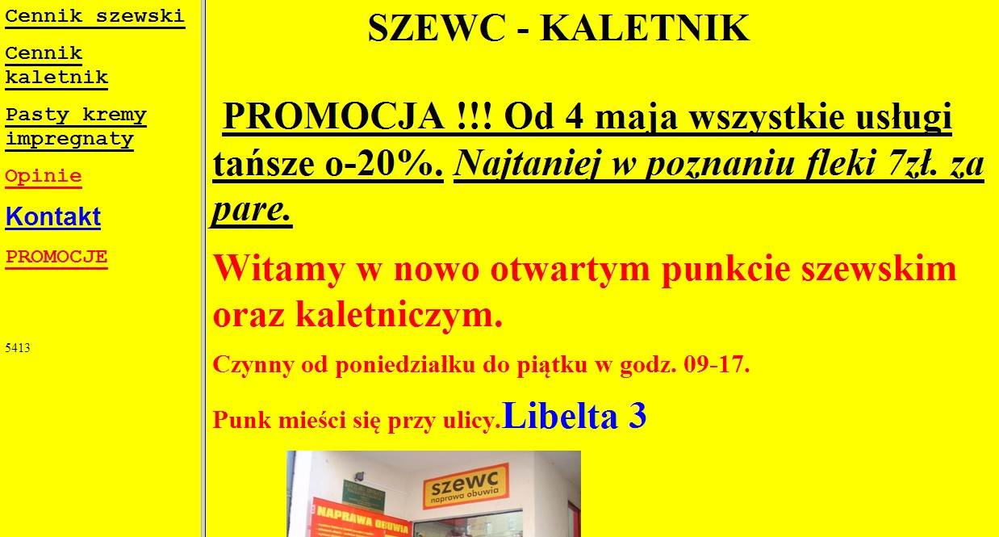 Cennik szewski
Cennik
kaletnik
Pasty kremy
impregnaty
Opinie
Kontakt
PROMOCJE
5413
SZEWC - KALETNIK
PROMOCJA !!! Od 4 maja wszystkie usługi
tańsze o-20%. Najtaniej w poznaniu fleki 7zł. za
pare.
Witamy w nowo otwartym punkcie szewskim
oraz kaletniczym.
Czynny od poniedziałku do piątku w godz. 09-17.
Punk mieści się przy ulicy.Libelta 3
szewc
naprawa obuwia
NAPRAWA OBUWIA